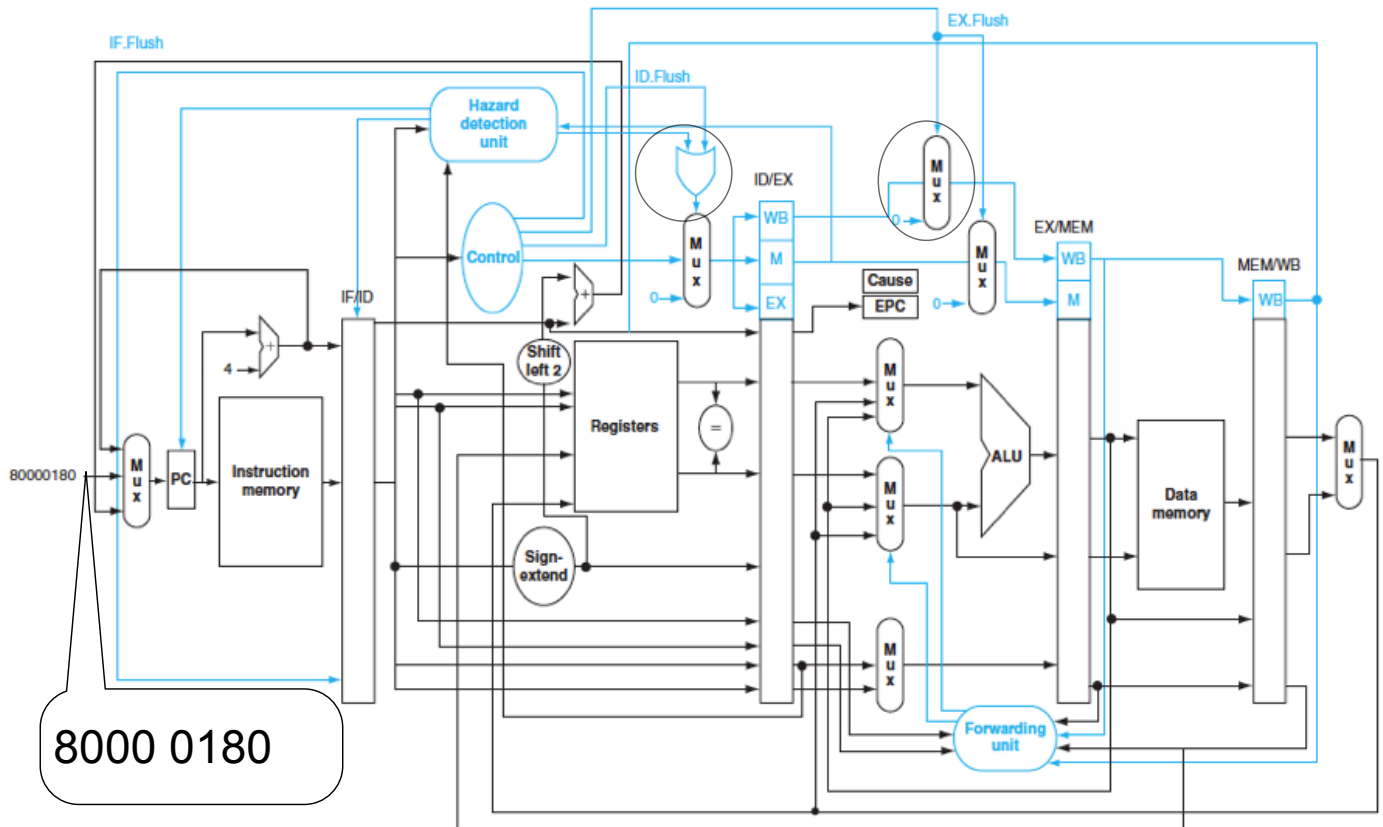 IF.Flush
EX.Flush
ID.Flush
Hazard
detection
unit
M
u
x
ID/EX
WB
M
EX
Control
M
u
x
0
0
M
u
x
0
EX/MEM
WB
M
MEM/WB
WB
Cause
EPC
IF/ID
+
+
4
Shift
left 2
Registers
=
M
u
x
M
u
x
ALU
Data
memory
M
u
x
80000180
M
u
x
PC
Instruction
memory
Sign-
extend
M
u
x
Forwarding
unit
8000 0180